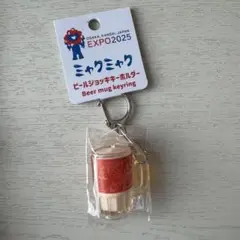 OSAKA, KANSAI, JAPAN
EXPO2025
ミャクミャク
ビールジョッキキーホルダー
Beer mug keyring